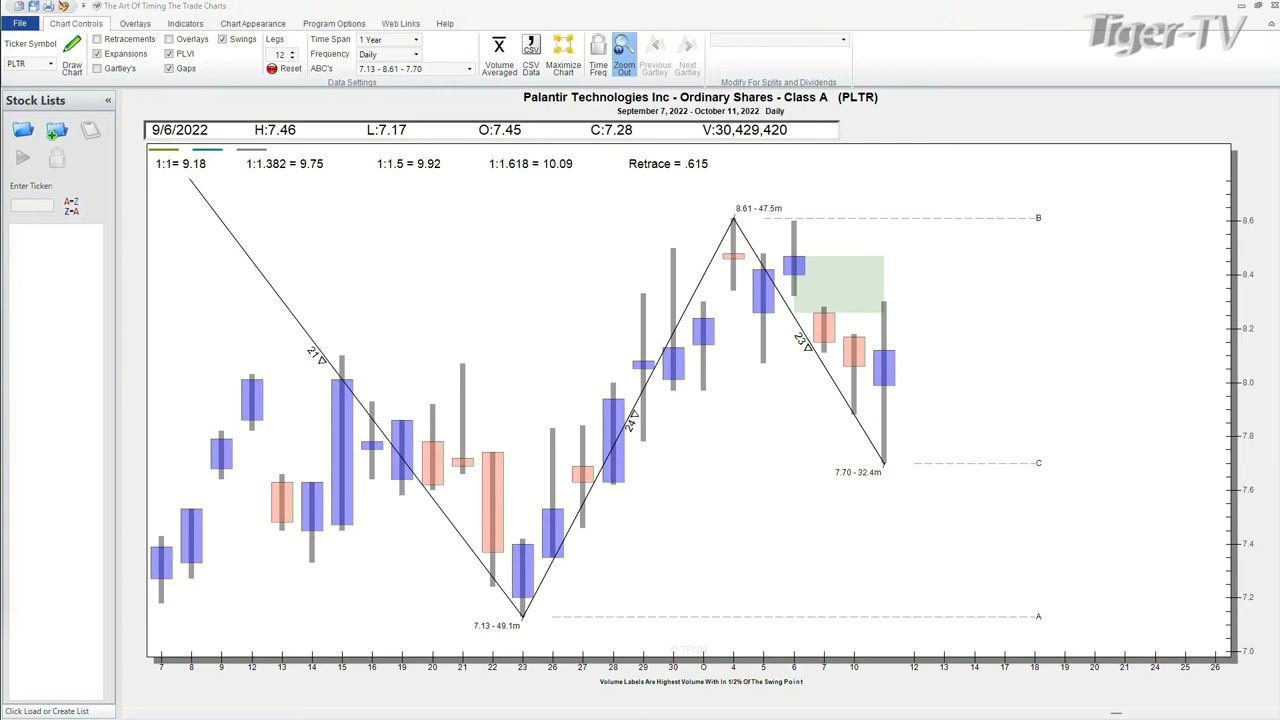 The Art Of Timing The Trade Charts
File Chart Controls Overlays Indicators Chart Appearance Program Options Web Links Help
Tiger-TV
Ticker Symbol
PLTR
Draw
Chart
Retracements Overlays Swings
Expansions PLVI
Gartley's Gaps
Legs
12
Reset
Time Span 1 Year
Frequency Daily
ABC's 7.13 - 8.61 - 7.70
Data Settings
Volume
Averaged
CSV
CSV
Data
Maximize
Chart
Time
Freq
Zoom
Out
Previous
Gartley
Next
Gartley
Modify For Splits and Dividends
Stock Lists «
Enter Ticker:
A-Z
Z-A
Click Load or Create List
Palantir Technologies Inc - Ordinary Shares - Class A (PLTR)
September 7, 2022 - October 11, 2022 Daily
9/6/2022 H:7.46 L:7.17 O:7.45 C:7.28 V:30,429,420
1:1= 9.18 1:1.382 = 9.75 1:1.5 = 9.92 1:1.618 = 10.09 Retrace = .615
8.61 - 47.5m
B
8.6
8.4
8.2
8.0
7.8
7.6
7.4
7.2
7.0
21
24
23
7.70 - 32.4m
C
7.13 - 49.1m
A
7 8 9 12 13 14 15 16 19 20 21 22 23 26 27 28 29 30 O 4 5 6 7 10 12 13 14 17 18 19 20 21 24 25 26
Volume Labels Are Highest Volume With In 1/2% Of The Swing Point